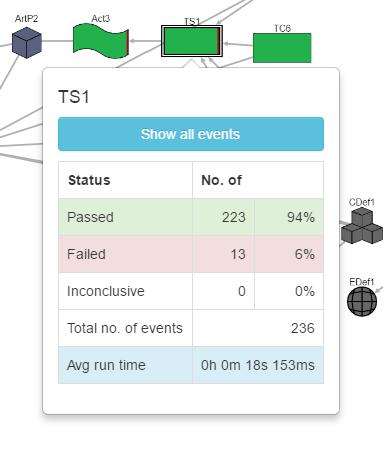 ArtP2 Act3 TS1 TC6
TS1
Show all events
Status No. of
Passed 223 94%
Failed 13 6%
Inconclusive 0 0%
Total no. of events 236
Avg run time 0h 0m 18s 153ms
CDef1
EDef1